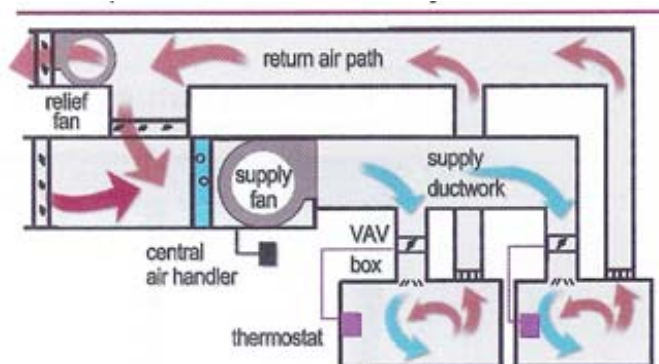 return air path
relief
fan
supply
fan
supply
ductwork
central
air handler
VAV
box
thermostat